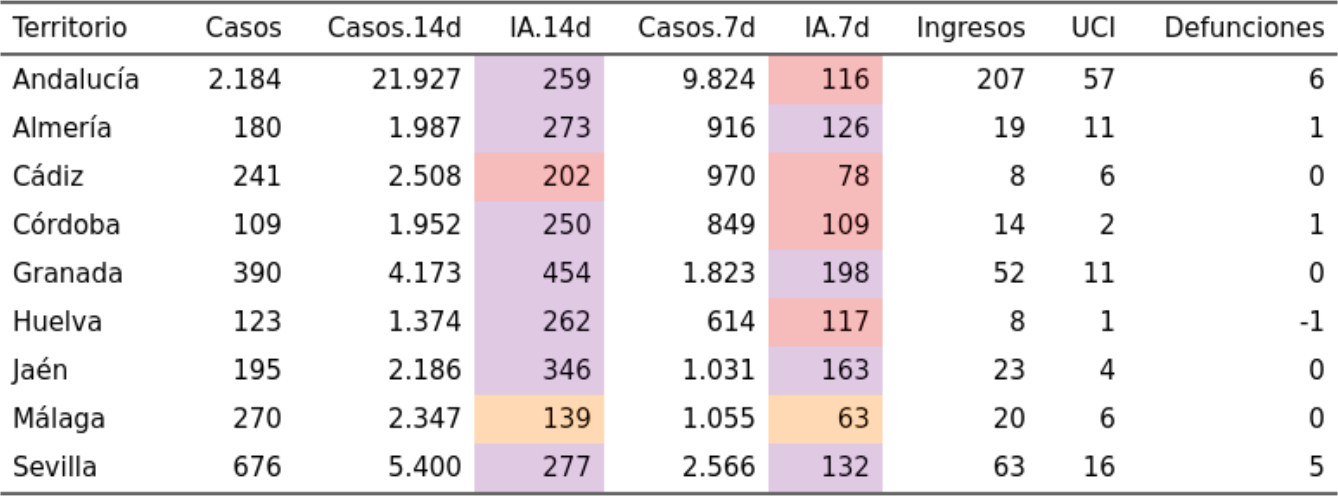 Territorio Casos Casos.14d IA.14d Casos.7d IA.7d Ingresos UCI Defunciones
Andalucía 2.184 21.927 259 9.824 116 207 57 6
Almería 180 1.987 273 916 126 19 11 1
Cádiz 241 2.508 202 970 78 8 6 0
Córdoba 109 1.952 250 849 109 14 2 1
Granada 390 4.173 454 1.823 198 52 11 0
Huelva 123 1.374 262 614 117 8 1 -1
Jaén 195 2.186 346 1.031 163 23 4 0
Málaga 270 2.347 139 1.055 63 20 6 0
Sevilla 676 5.400 277 2.566 132 63 16 5